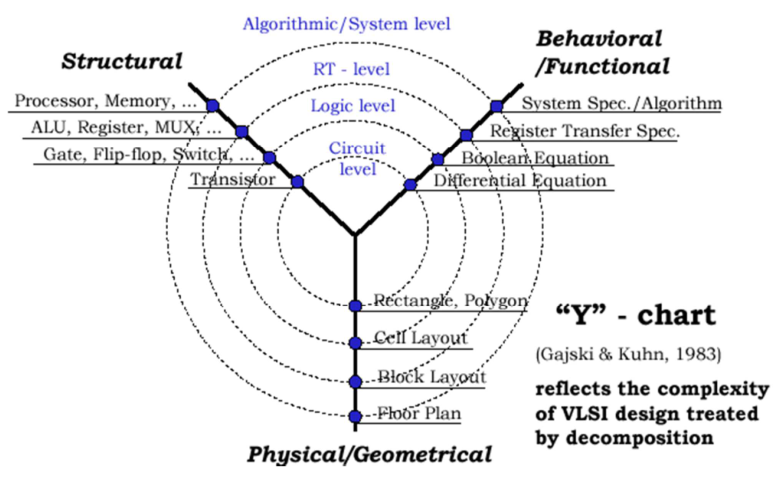 Algorithmic/System level
Structural
Behavioral
/Functional
RT - level
Processor, Memory, ...
System Spec./Algorithm
Logic level
ALU, Register, MUX, ...
Register Transfer Spec.
Circuit
level
Gate, Flip-flop, Switch, ...
Boolean Equation
Transistor
Differential Equation
Rectangle, Polygon
Cell Layout
Block Layout
Floor Plan
Physical/Geometrical
“Y” - chart
(Gajski & Kuhn, 1983)
reflects the complexity
of VLSI design treated
by decomposition